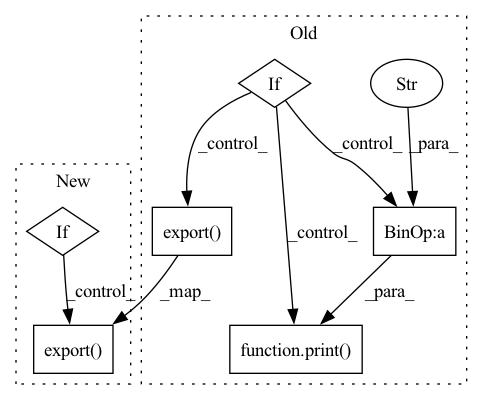 Old
If
Str
_control_
_control_
_para_
New
If
export()
_control_
BinOp:a
_control_
_map_
_para_
export()
function.print()